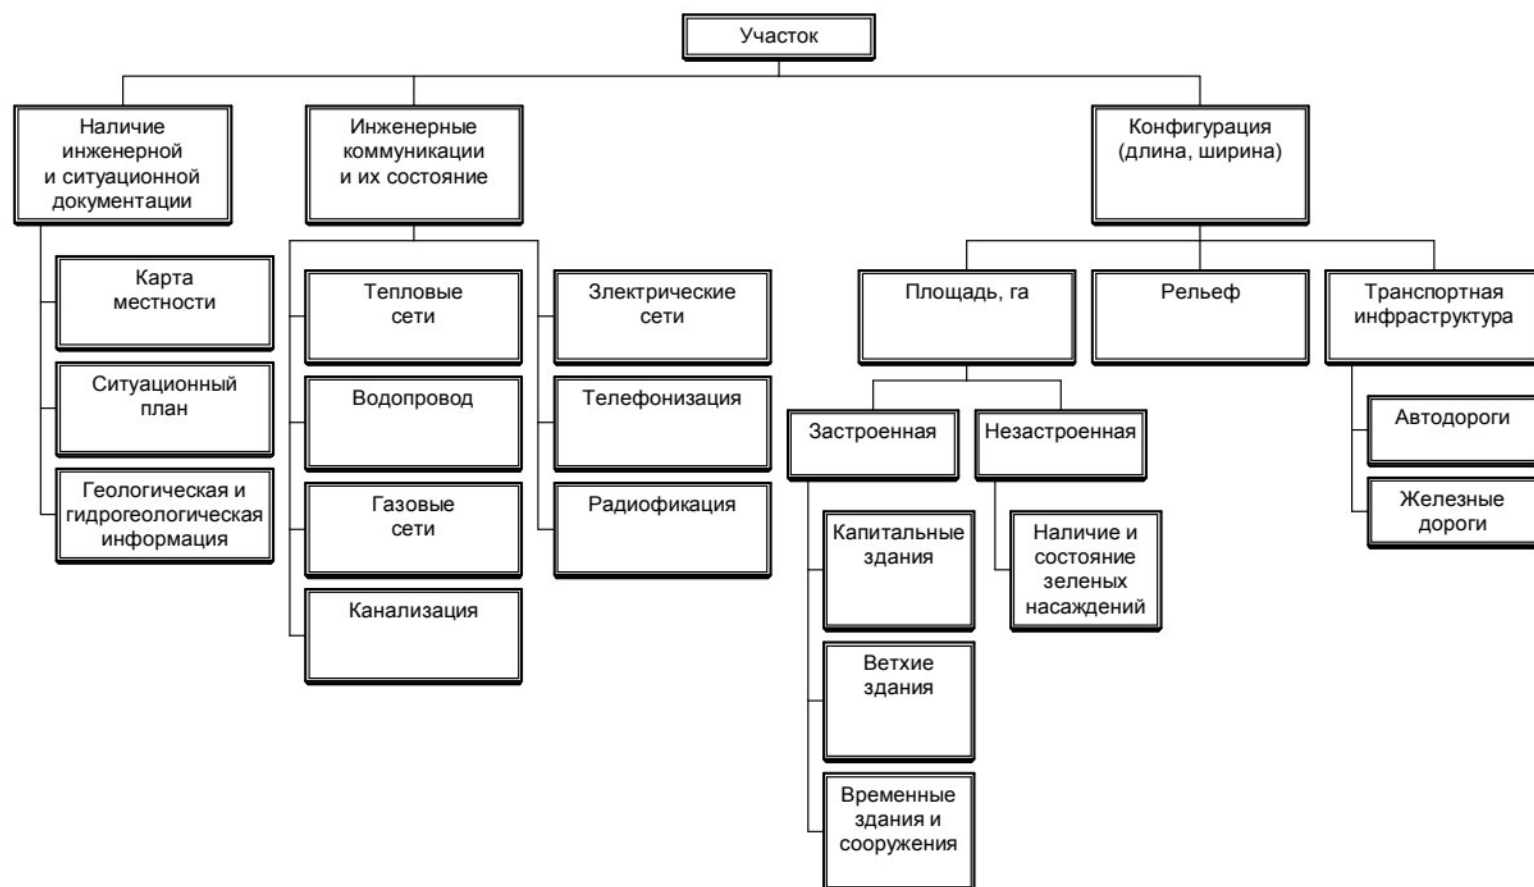 Участок
Наличие
инженерной
и ситуационной
документации
Инженерные
коммуникации
и их состояние
Конфигурация
(длина, ширина)
Карта
местности
Ситуационный
план
Геологическая и
гидрогеологическая
информация
Тепловые
сети
Водопровод
Газовые
сети
Канализация
Злектрические
сети
Телефонизация
Радиофикация
Площадь, га
Рельеф
Транспортная
инфраструктура
Застроенная
Незастроенная
Капитальные
здания
Ветхие
здания
Временные
здания и
сооружения
Наличие и
состояние
зеленых
насаждений
Автодороги
Железные
дороги